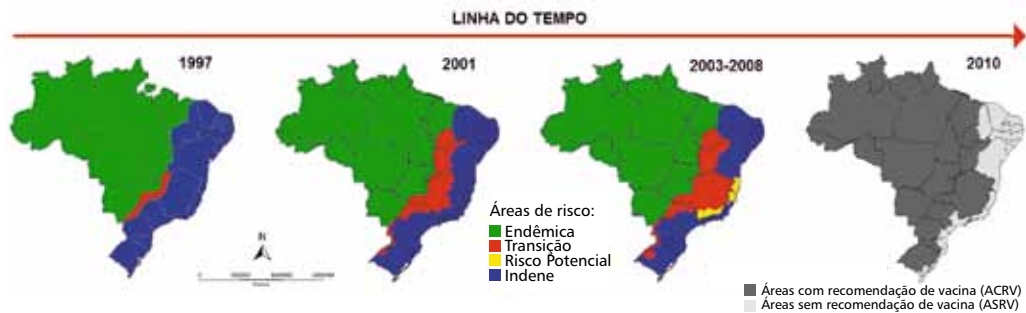 LINHA DO TEMPO
1997
2001
2003-2008
2010
Áreas de risco:
Endêmica
Transição
Risco Potencial
Indene
N
0
Áreas com recomendação de vacina (ACRV)
Áreas sem recomendação de vacina (ASRV)